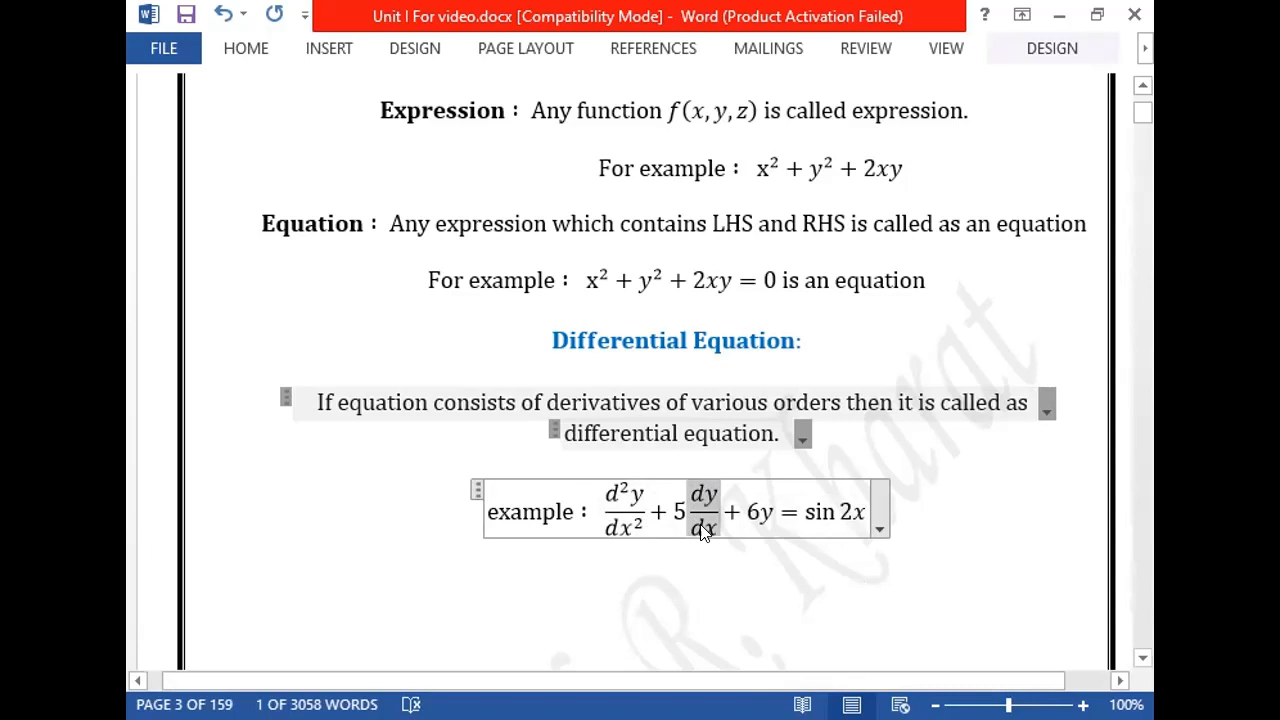 Unit I For video.docx [Compatibility Mode] - Word (Product Activation Failed)
FILE HOME INSERT DESIGN PAGE LAYOUT REFERENCES MAILINGS REVIEW VIEW DESIGN
Expression : Any function f(x, y, z) is called expression.
For example : x² + y² + 2xy
Equation : Any expression which contains LHS and RHS is called as an equation
For example : x² + y² + 2xy = 0 is an equation
Differential Equation:
If equation consists of derivatives of various orders then it is called as
differential equation.
example : d²y/dx² + 5 dy/dx + 6y = sin 2x
Kharat
PAGE 3 OF 159 1 OF 3058 WORDS 100%